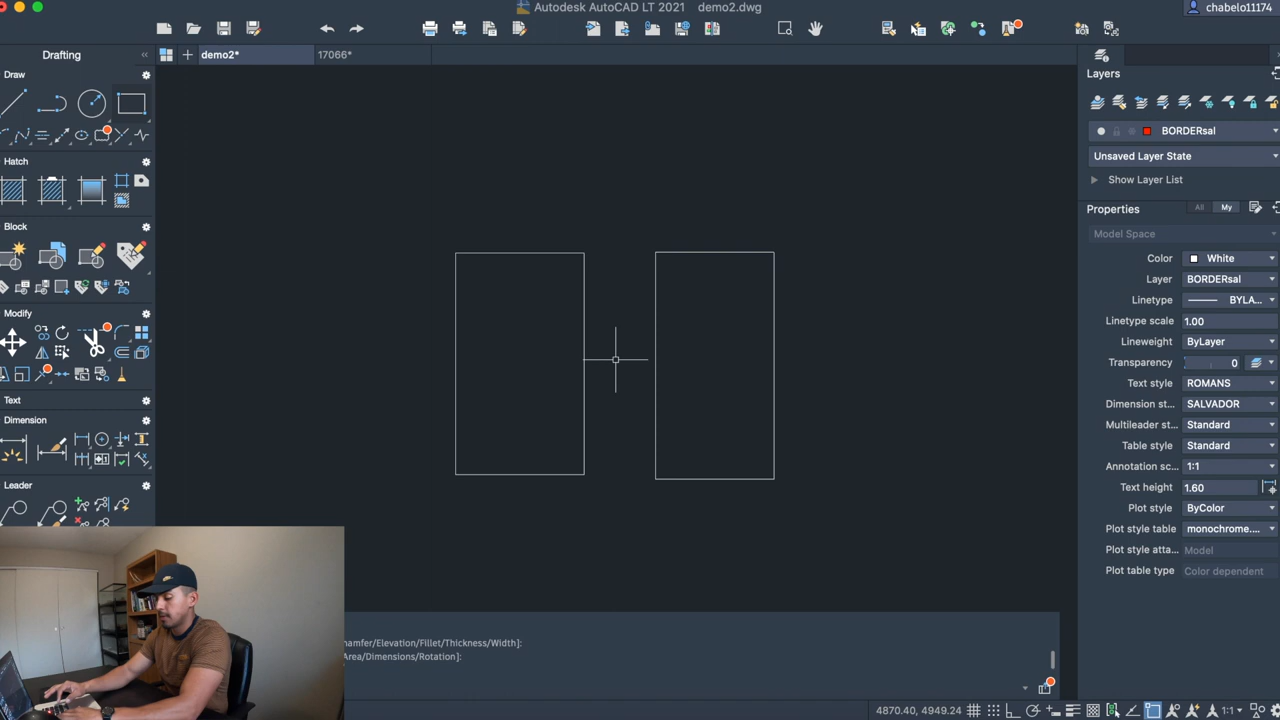 Autodesk AutoCAD LT 2021 demo2.dwg
chabelo11174
Drafting
demo2*
17066*
Draw
Hatch
Block
Modify
Text
Dimension
Leader
Layers
BORDERsal
Unsaved Layer State
Show Layer List
Properties
All
My
Model Space
Color White
Layer BORDERsal
Linetype BYLA...
Linetype scale 1.00
Lineweight ByLayer
Transparency 0
Text style ROMANS
Dimension st... SALVADOR
Multileader st... Standard
Table style Standard
Annotation sc... 1:1
Text height 1.60
Plot style ByColor
Plot style table monochrome....
Plot style atta... Model
Plot table type Color dependent
hamfer/Elevation/Fillet/Thickness/Width]:
Area/Dimensions/Rotation]:
4870.40, 4949.24
1:1